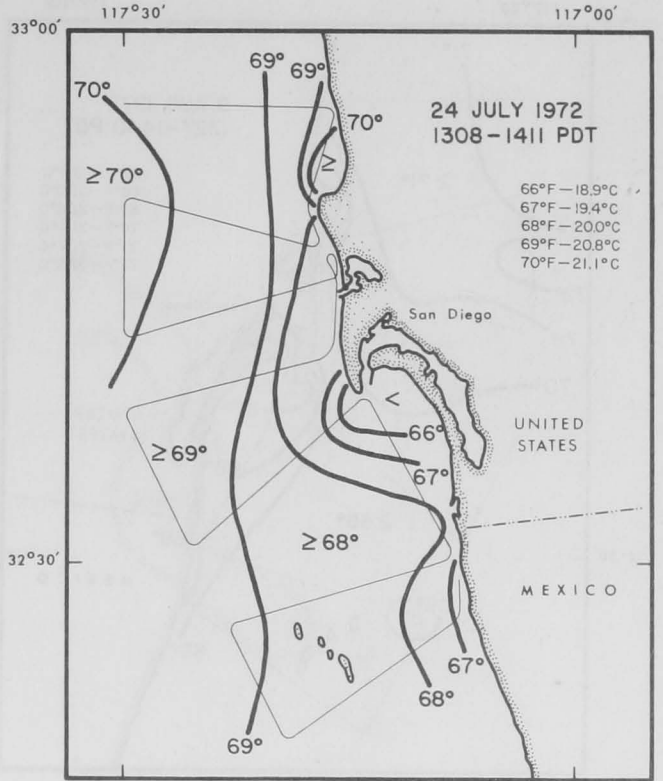 117°30'
117°00'
33°00'
69°
69°
70°
70°
24 JULY 1972
1308–1411 PDT
≥70°
≥
66°F–18.9°C
67°F–19.4°C
68°F–20.0°C
69°F–20.8°C
70°F–21.1°C
San Diego
<
66°
UNITED
STATES
≥69°
67°
≥68°
32°30'
MEXICO
67°
68°
69°